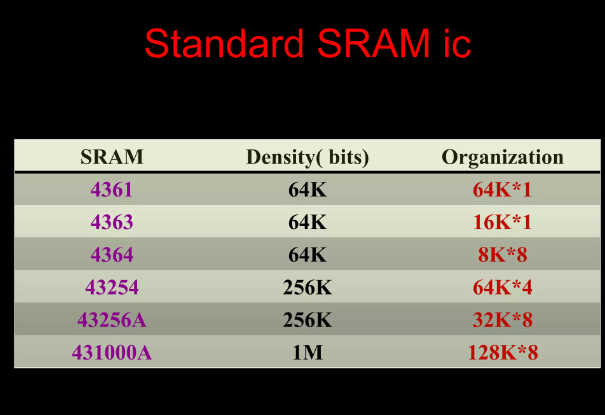 Standard SRAM ic
SRAM Density( bits) Organization
4361 64K 64K*1
4363 64K 16K*1
4364 64K 8K*8
43254 256K 64K*4
43256A 256K 32K*8
431000A 1M 128K*8